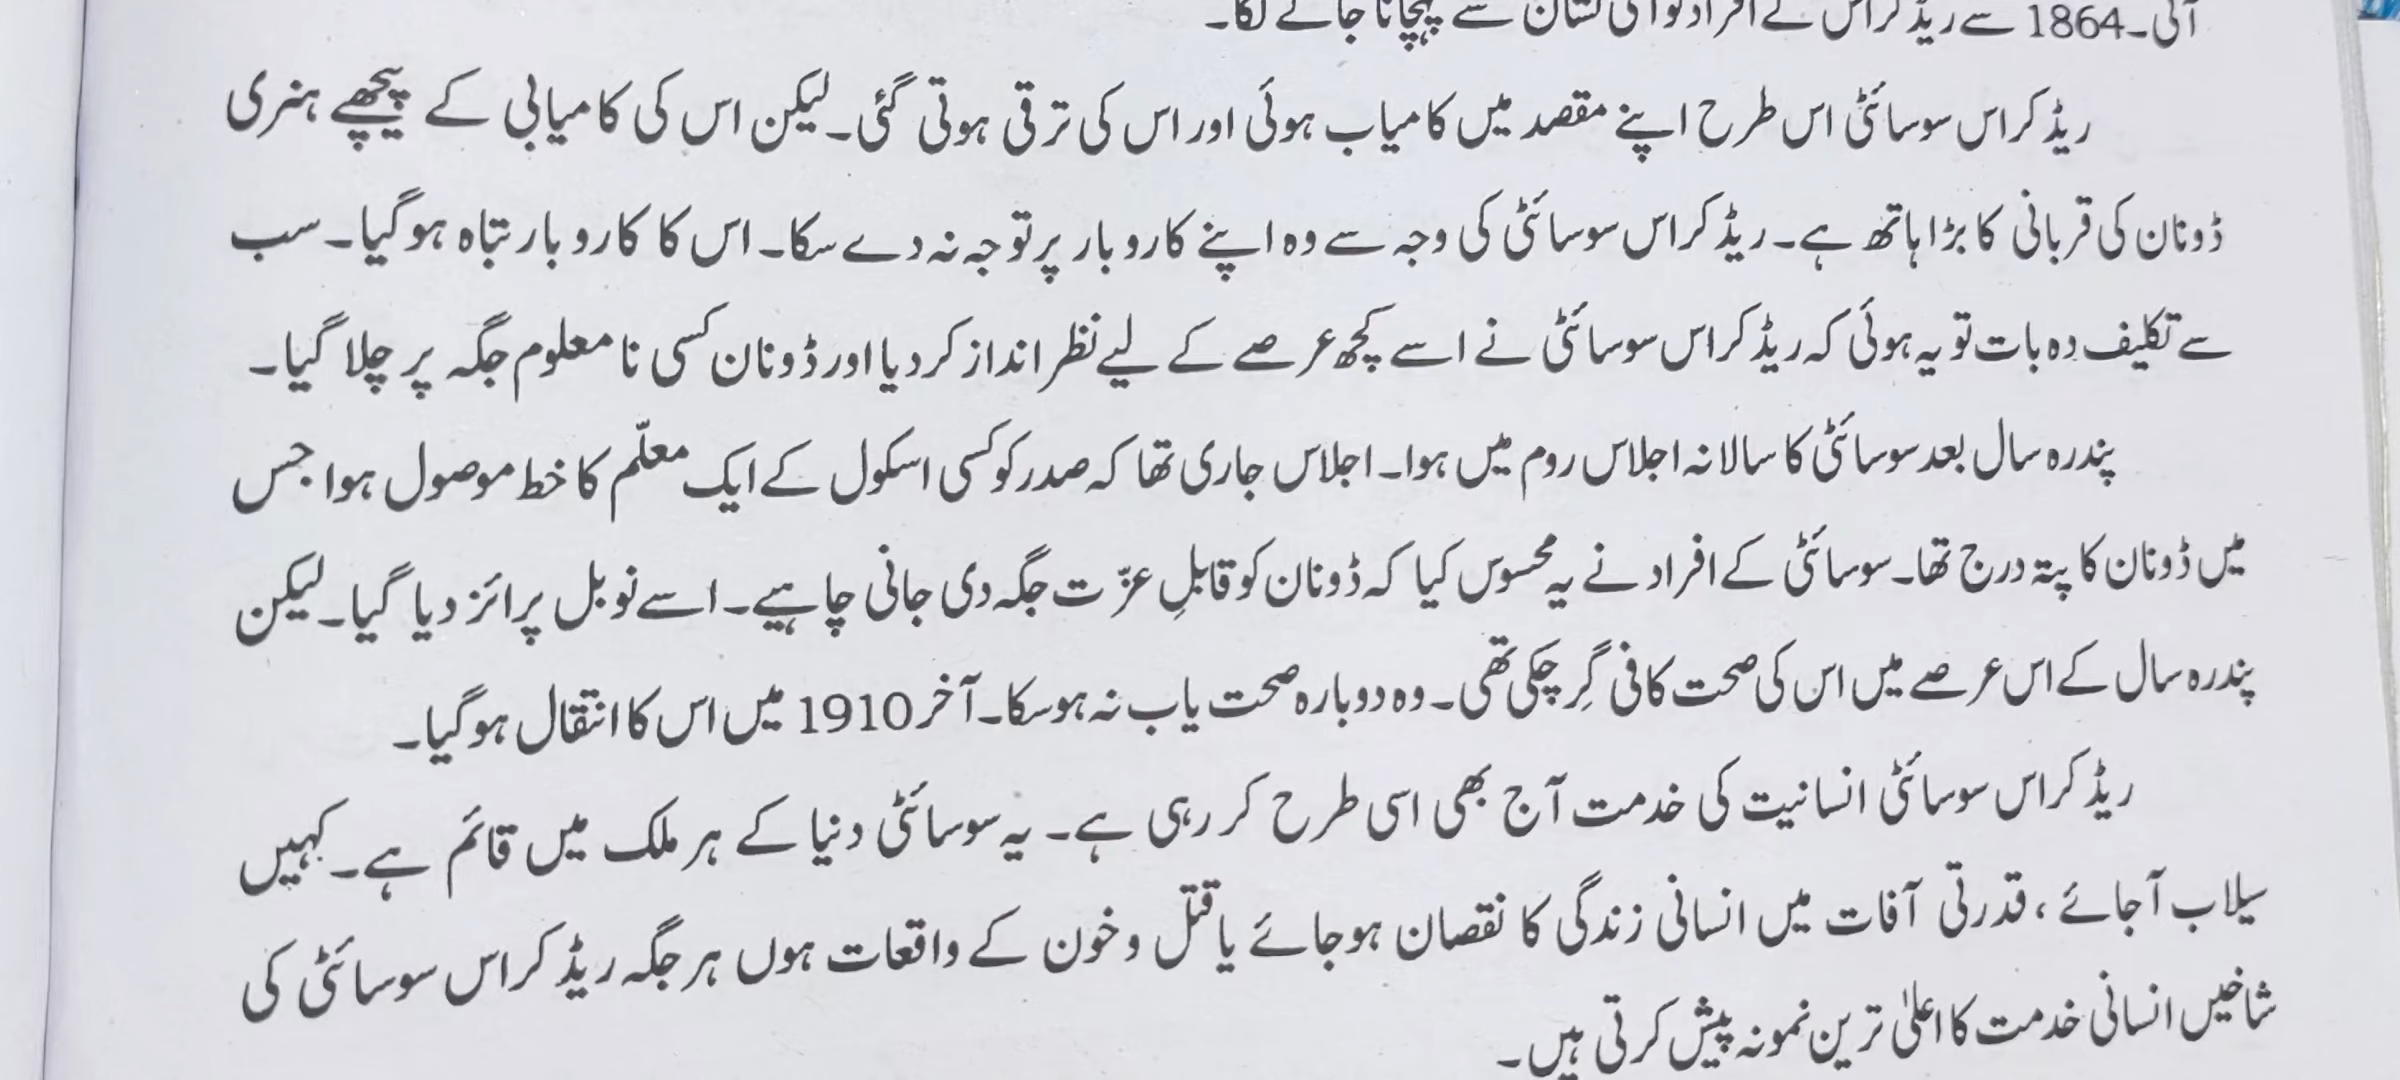 آئی۔ 1864 سے ریڈ کراس کے افراد کو اسی نشان سے پہچانا جانے لگا۔
ریڈ کراس سوسائٹی اس طرح اپنے مقصد میں کامیاب ہوئی اور اس کی ترقی ہوتی گئی۔ لیکن اس کی کامیابی کے پیچھے ہنری
ڈونان کی قربانی کا بڑا ہاتھ ہے۔ ریڈ کراس سوسائٹی کی وجہ سے وہ اپنے کاروبار پر توجہ نہ دے سکا۔ اس کا کاروبار تباہ ہوگیا۔ سب
سے تکلیف دہ بات تو یہ ہوئی کہ ریڈ کراس سوسائٹی نے اسے کچھ عرصے کے لیے نظر انداز کر دیا اور ڈونان کسی نا معلوم جگہ پر چلا گیا۔
پندرہ سال بعد سوسائٹی کا سالانہ اجلاس روم میں ہوا۔ اجلاس جاری تھا کہ صدر کو کسی اسکول کے ایک معلّم کا خط موصول ہوا جس
میں ڈونان کا پتہ درج تھا۔ سوسائٹی کے افراد نے یہ محسوس کیا کہ ڈونان کو قابلِ عزّت جگہ دی جانی چاہیے۔ اسے نوبل پرائز دیا گیا۔ لیکن
پندرہ سال کے اس عرصے میں اس کی صحت کافی گِر چکی تھی۔ وہ دوبارہ صحت یاب نہ ہوسکا۔ آخر 1910 میں اس کا انتقال ہوگیا۔
ریڈ کراس سوسائٹی انسانیت کی خدمت آج بھی اسی طرح کر رہی ہے۔ یہ سوسائٹی دنیا کے ہر ملک میں قائم ہے۔ کہیں
سیلاب آجائے، قدرتی آفات میں انسانی زندگی کا نقصان ہوجائے یا قتل و خون کے واقعات ہوں ہر جگہ ریڈ کراس سوسائٹی کی
شاخیں انسانی خدمت کا اعلیٰ ترین نمونہ پیش کرتی ہیں۔